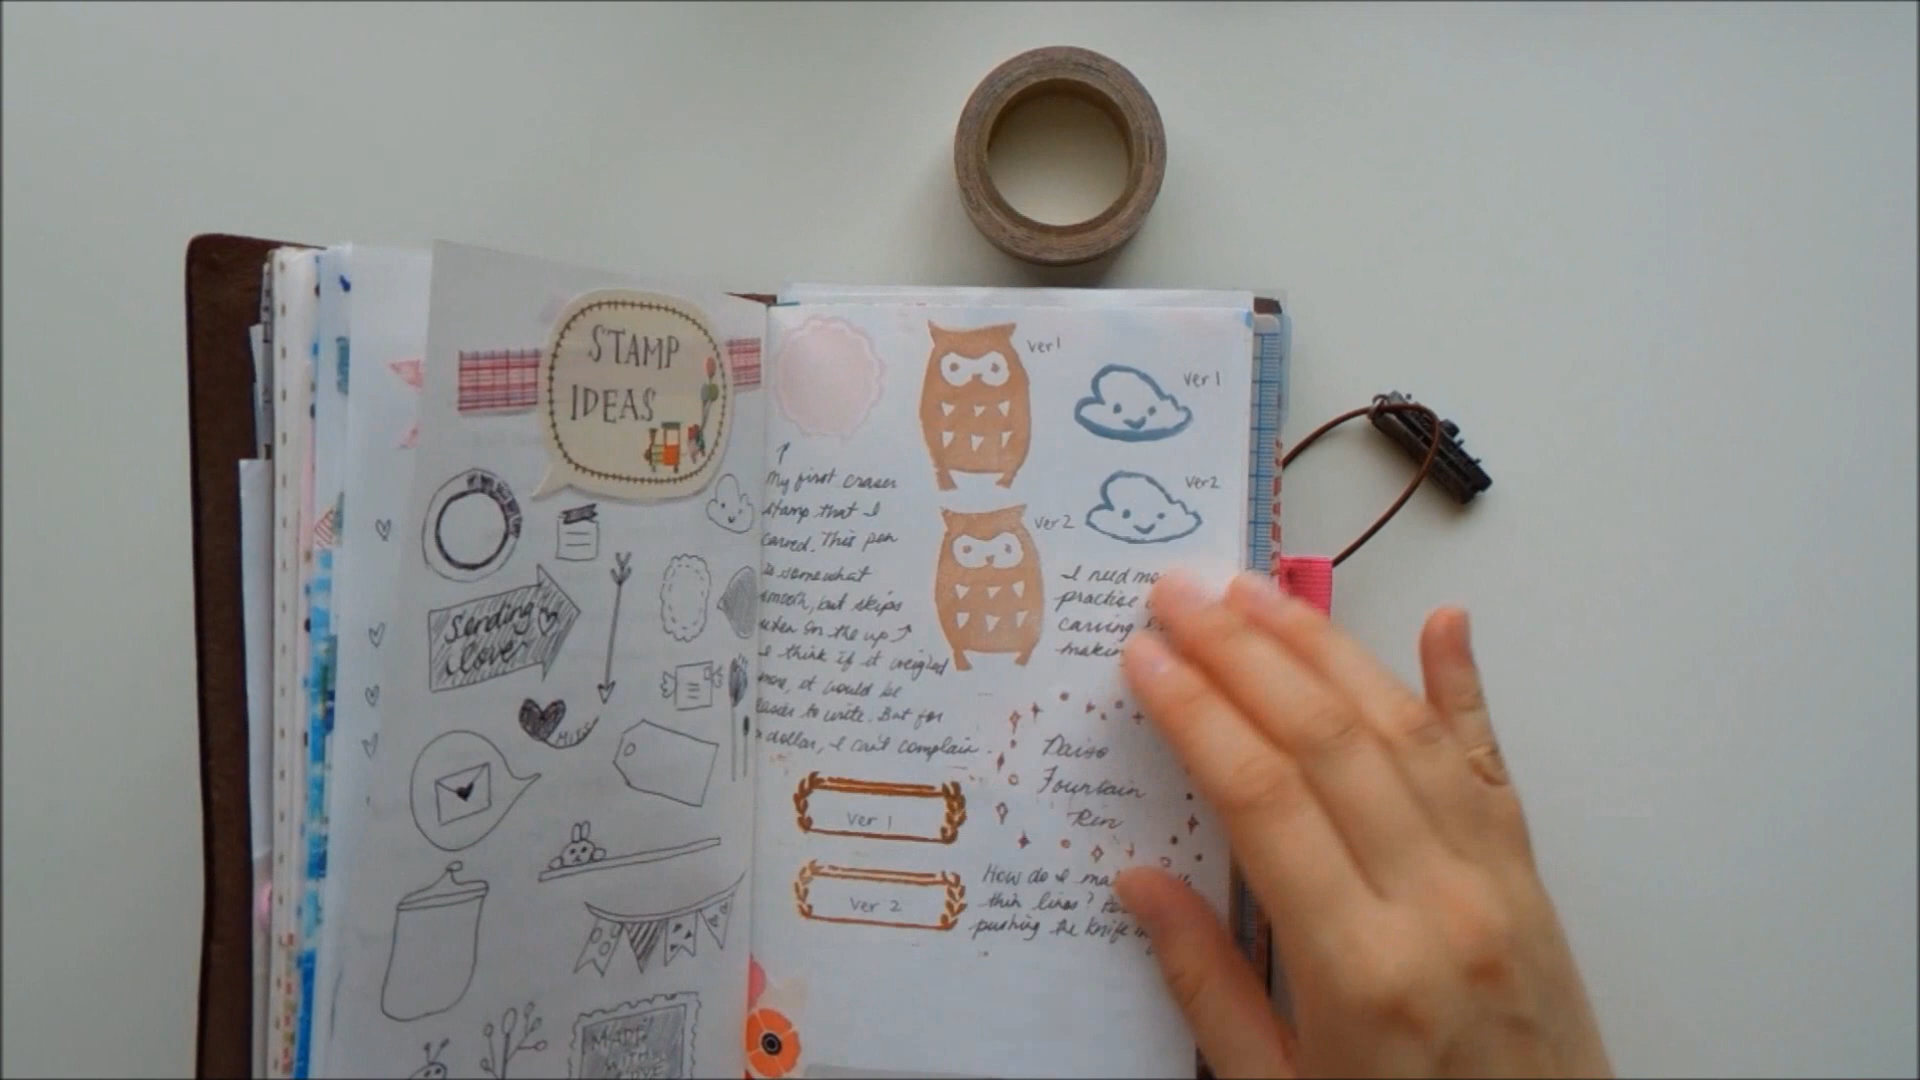 STAMP
IDEAS
Sending
love
MADE
WITH
ver 1
ver 1
ver 2
ver 2
My first eraser
stamp that I
carved. This pen
is somewhat
smooth, but skips
when on the up
I think if it weighed
more, it would be
easier to write. But for
a dollar, I can't complain.
I need
practice
carving
making
Daiso
Fountain
Pen
ver 1
ver 2
How do I
thin lines?
pushing the knife